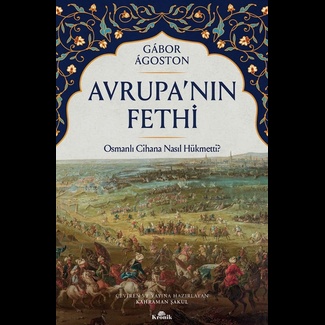 GÁBOR
ÁGOSTON
AVRUPA'NIN
FETHİ
Osmanlı Cihana Nasıl Hükmetti?
ÇEVİREN VE YAYINA HAZIRLAYAN
KAHRAMAN ŞAKUL
Kronik